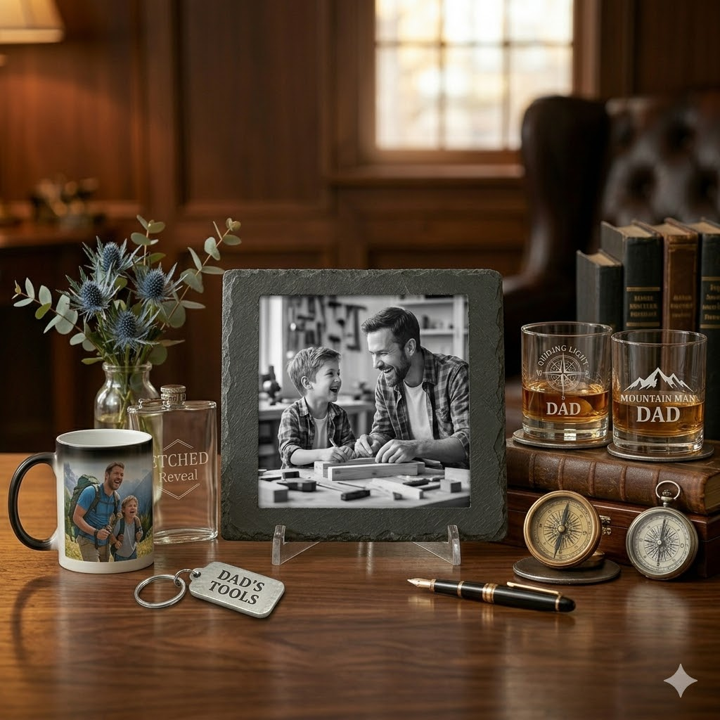 GUIDING LIGHT
DAD
MOUNTAIN MAN
DAD
ETCHED
Reveal
DAD'S
TOOLS